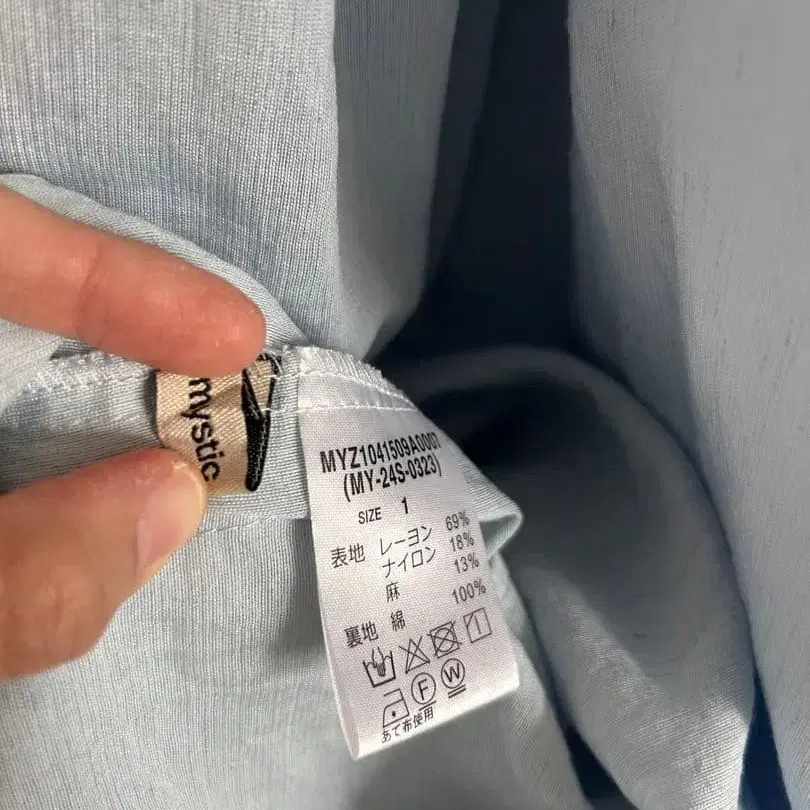 mystic
MYZ1041509A0007
(MY-24S-0323)
SIZE 1
表地 レーヨン 69%
ナイロン 18%
麻 13%
裏地 綿 100%
F W
あて布使用